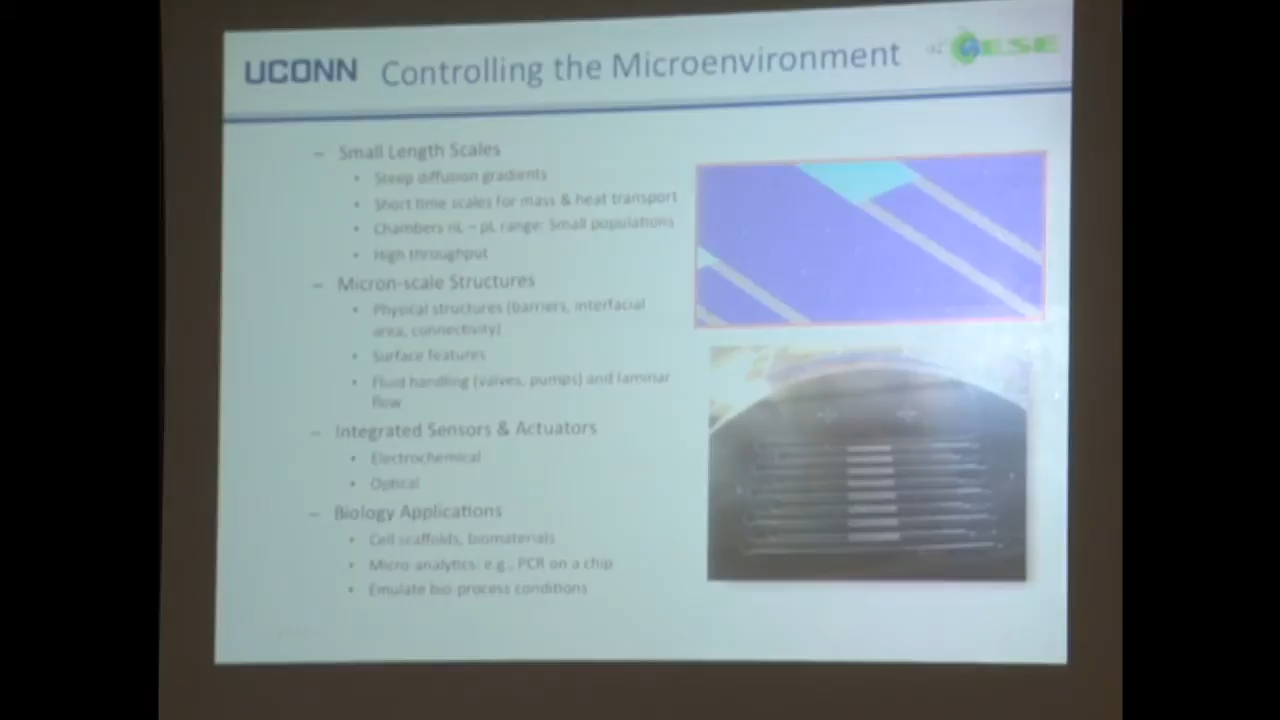 UCONN Controlling the Microenvironment ESE
– Small Length Scales
• Steep diffusion gradients
• Short time scales for mass & heat transport
• Chambers nL – pL range: Small populations
• High throughput
– Micron-scale Structures
• Physical structures (barriers, interfacial
area, connectivity)
• Surface features
• Fluid handling (valves, pumps) and laminar
flow
– Integrated Sensors & Actuators
• Electrochemical
• Optical
– Biology Applications
• Cell scaffolds, biomaterials
• Micro-analytics: e.g., PCR on a chip
• Emulate bio process conditions